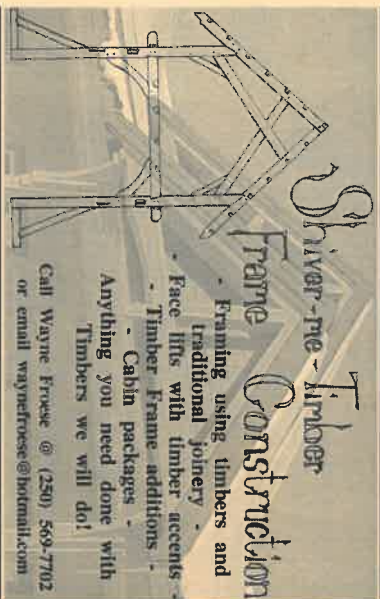 Shiver-me-Timber
Frame Construction
- Framing using timbers and
traditional joinery -
- Face lifts with timber accents -
- Timber Frame additions -
- Cabin packages -
Anything you need done with
Timbers we will do!
Call Wayne Froese @ (250) 569-7702
or email waynefroese@hotmail.com